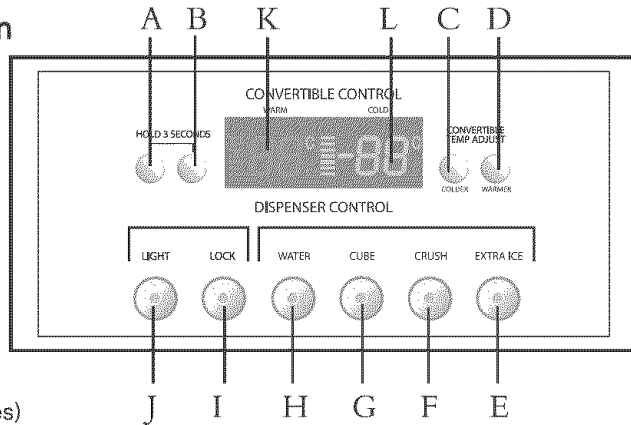 n
A B K L C D
CONVERTIBLE CONTROL
WARM COLD
HOLD 3 SECONDS
CONVERTIBLE
TEMP ADJUST
°C -83°C
COLDER WARMER
DISPENSER CONTROL
LIGHT LOCK WATER CUBE CRUSH EXTRA ICE
J I H G F E
es)